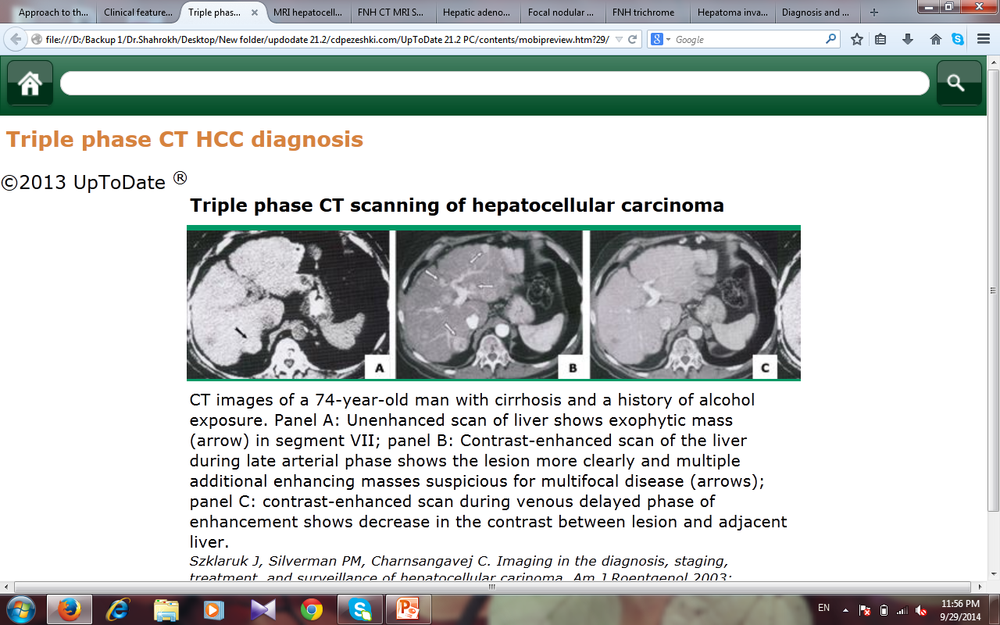 Approach to th...
Clinical feature...
Triple phas...
MRI hepatocell...
FNH CT MRI S...
Hepatic adeno...
Focal nodular ...
FNH trichrome
Hepatoma inva...
Diagnosis and ...
file:///D:/Backup 1/Dr.Shahrokh/Desktop/New folder/updodate 21.2/cdpezeshki.com/UpToDate 21.2 PC/contents/mobipreview.htm?29/
Google
Triple phase CT HCC diagnosis
©2013 UpToDate ®
Triple phase CT scanning of hepatocellular carcinoma
A
B
C
CT images of a 74-year-old man with cirrhosis and a history of alcohol
exposure. Panel A: Unenhanced scan of liver shows exophytic mass
(arrow) in segment VII; panel B: Contrast-enhanced scan of the liver
during late arterial phase shows the lesion more clearly and multiple
additional enhancing masses suspicious for multifocal disease (arrows);
panel C: contrast-enhanced scan during venous delayed phase of
enhancement shows decrease in the contrast between lesion and adjacent
liver.
Szklaruk J, Silverman PM, Charnsangavej C. Imaging in the diagnosis, staging,
treatment, and surveillance of hepatocellular carinoma. Am J Roentgenol 2003;
EN
11:56 PM
9/29/2014